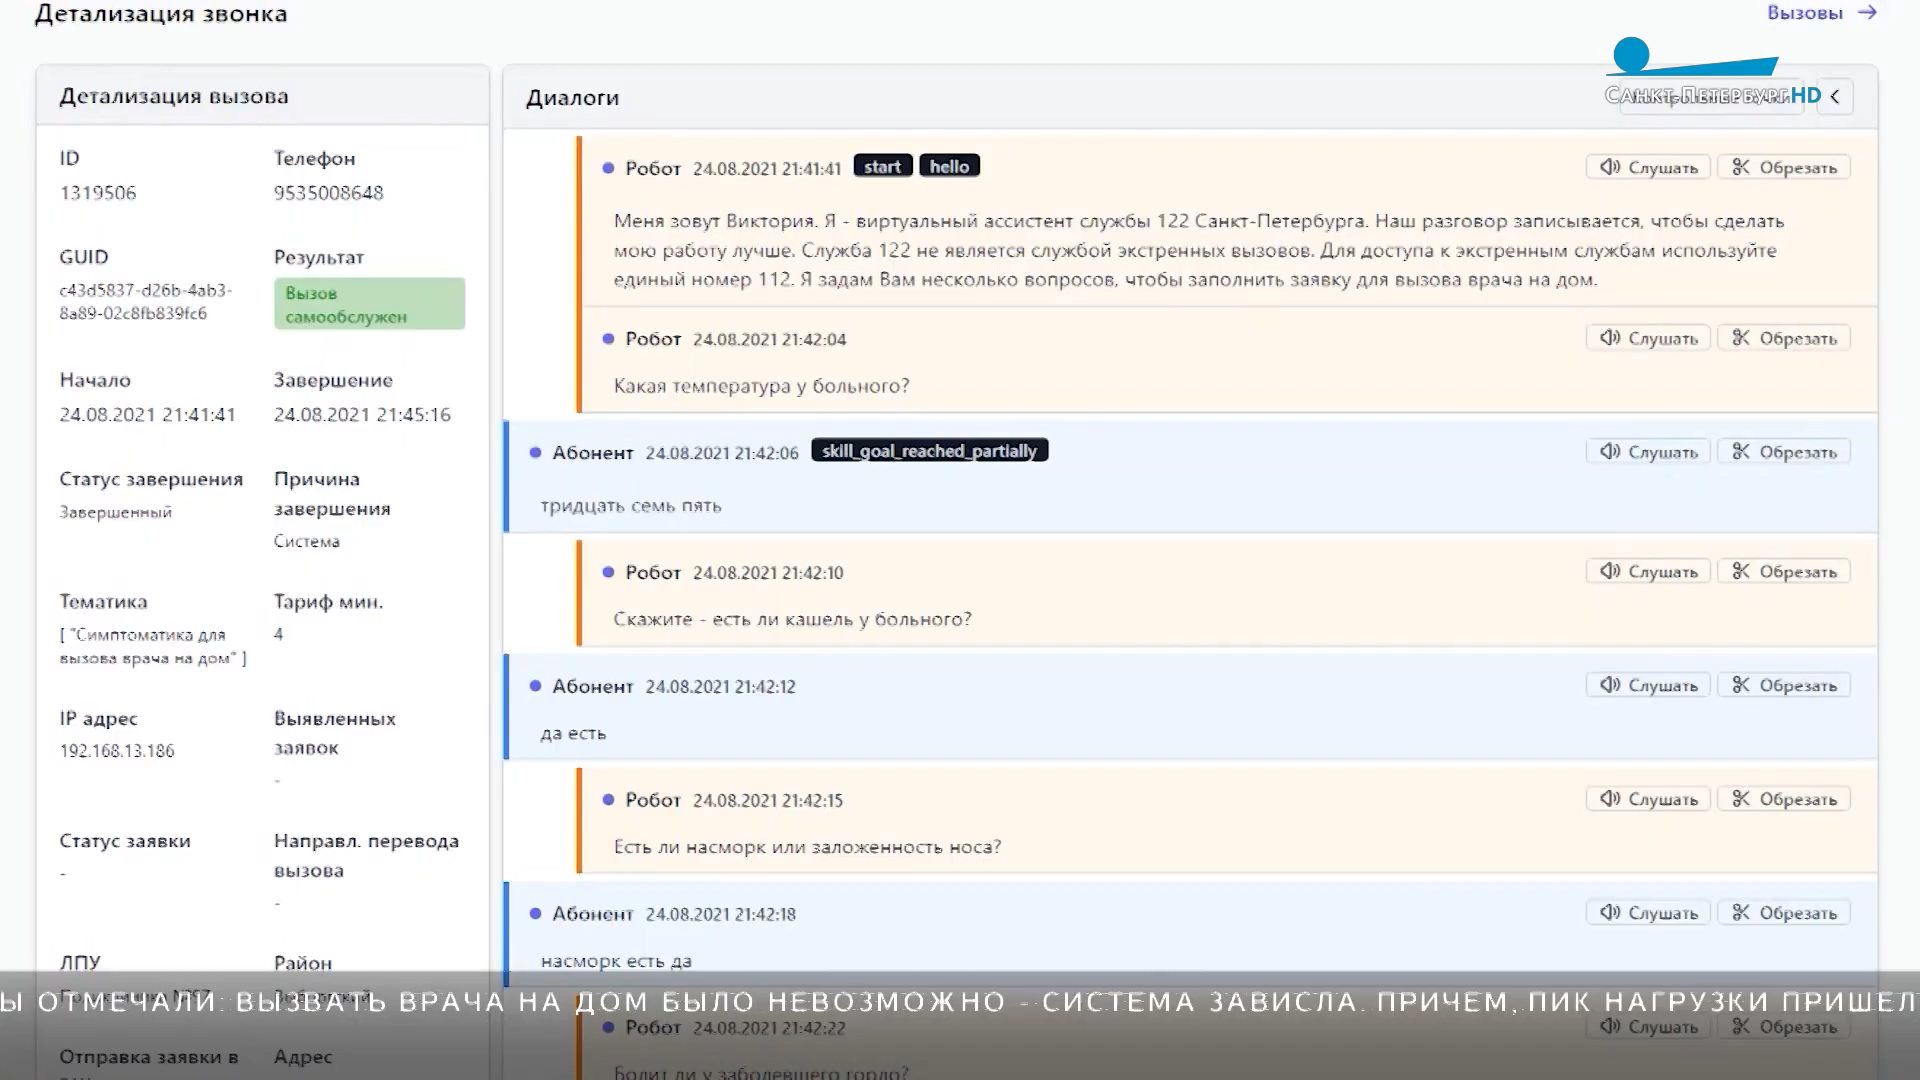 Детализация звонка
Вызовы
САНКТ-ПЕТЕРБУРГ HD
Детализация вызова
ID
Телефон
1319506
9535008648
GUID
Результат
c43d5837-d26b-4ab3-
8a89-02c8fb839fc6
Вызов
самообслужен
Начало
Завершение
24.08.2021 21:41:41
24.08.2021 21:45:16
Статус завершения
Причина
завершения
Завершенный
Система
Тематика
Тариф мин.
[ "Симптоматика для
вызова врача на дом" ]
4
IP адрес
Выявленных
заявок
192.168.13.186
-
Статус заявки
Направл. перевода
вызова
-
-
ЛПУ
Район
Отправка заявки в
Адрес
Диалоги
Робот 24.08.2021 21:41:41 start hello
Слушать Обрезать
Меня зовут Виктория. Я - виртуальный ассистент службы 122 Санкт-Петербурга. Наш разговор записывается, чтобы сделать
мою работу лучше. Служба 122 не является службой экстренных вызовов. Для доступа к экстренным службам используйте
единый номер 112. Я задам Вам несколько вопросов, чтобы заполнить заявку для вызова врача на дом.
Робот 24.08.2021 21:42:04
Слушать Обрезать
Какая температура у больного?
Абонент 24.08.2021 21:42:06 skill_goal_reached_partially
Слушать Обрезать
тридцать семь пять
Робот 24.08.2021 21:42:10
Слушать Обрезать
Скажите - есть ли кашель у больного?
Абонент 24.08.2021 21:42:12
Слушать Обрезать
да есть
Робот 24.08.2021 21:42:15
Слушать Обрезать
Есть ли насморк или заложенность носа?
Абонент 24.08.2021 21:42:18
Слушать Обрезать
насморк есть да
Ы ОТМЕЧАЛИ: ВЫЗВАТЬ ВРАЧА НА ДОМ БЫЛО НЕВОЗМОЖНО - СИСТЕМА ЗАВИСЛА. ПРИЧЕМ, ПИК НАГРУЗКИ ПРИШЕЛ
Робот 24.08.2021 21:42:22
Слушать Обрезать
Болит ли у заболевшего горло?